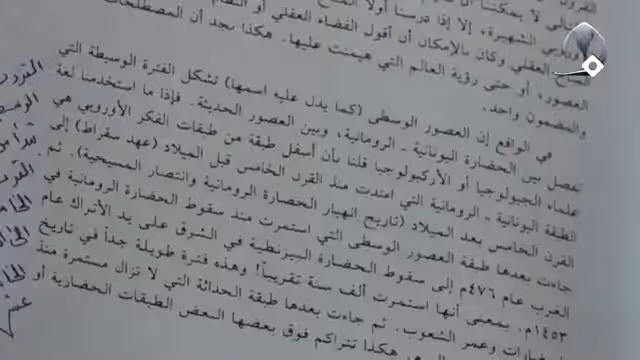 الشهيرة، إلا إذا درسنا أولاً
العقلي وكان بالإمكان أن أقول الفضاء العقلي أو
العصور، أو حتى رؤية العالم التي هيمنت عليها. هكذا نجد أن المصطلحات
والمضمون واحد.
في الواقع إن العصور الوسطى (كما يدل عليه اسمها) تشكل الفترة الوسيطة التي
تفصل بين الحضارة اليونانية ـ الرومانية، وبين العصور الحديثة. فإذا ما استخدمنا لغة
علماء الجيولوجيا أو الأركيولوجيا قلنا بأن أسفل طبقة من طبقات الفكر الأوروبي هي
الطبقة اليونانية ـ الرومانية التي امتدت منذ القرن الخامس قبل الميلاد (عهد سقراط) إلى
القرن الخامس بعد الميلاد (تاريخ انهيار الحضارة الرومانية وانتصار المسيحية). ثم
جاءت بعدها طبقة العصور الوسطى التي استمرت منذ سقوط الحضارة الرومانية في
الغرب عام ٤٧٦م إلى سقوط الحضارة البيزنطية في الشرق على يد الأتراك عام
١٤٥٣م. بمعنى أنها استمرت ألف سنة تقريباً! وهذه فترة طويلة جداً في تاريخ
وعمر الشعوب. ثم جاءت بعدها طبقة الحداثة التي لا تزال مستمرة منذ
هكذا تتراكم فوق بعضها البعض الطبقات الحضارية أو